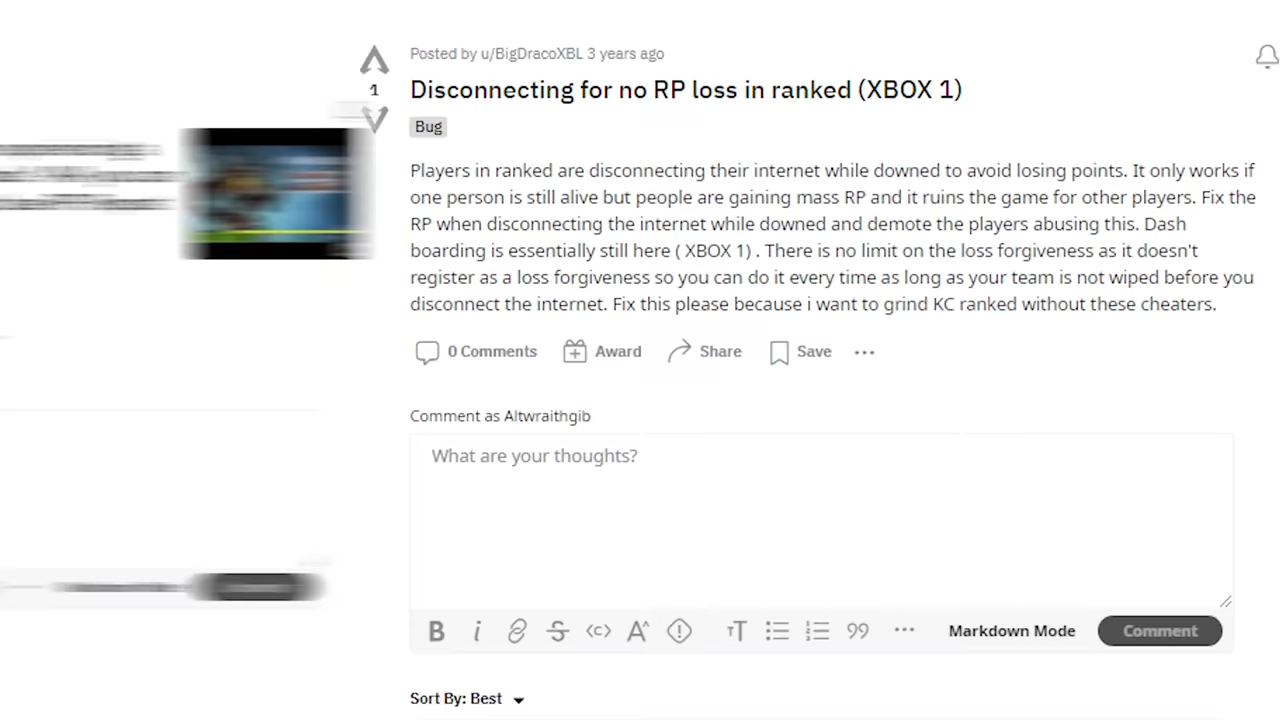 Posted by u/BigDracoXBL 3 years ago
1
Disconnecting for no RP loss in ranked (XBOX 1)
Bug
Players in ranked are disconnecting their internet while downed to avoid losing points. It only works if
one person is still alive but people are gaining mass RP and it ruins the game for other players. Fix the
RP when disconnecting the internet while downed and demote the players abusing this. Dash
boarding is essentially still here ( XBOX 1) . There is no limit on the loss forgiveness as it doesn't
register as a loss forgiveness so you can do it every time as long as your team is not wiped before you
disconnect the internet. Fix this please because i want to grind KC ranked without these cheaters.
0 Comments Award Share Save ...
Comment as Altwraithgib
What are your thoughts?
Markdown Mode Comment
Sort By: Best